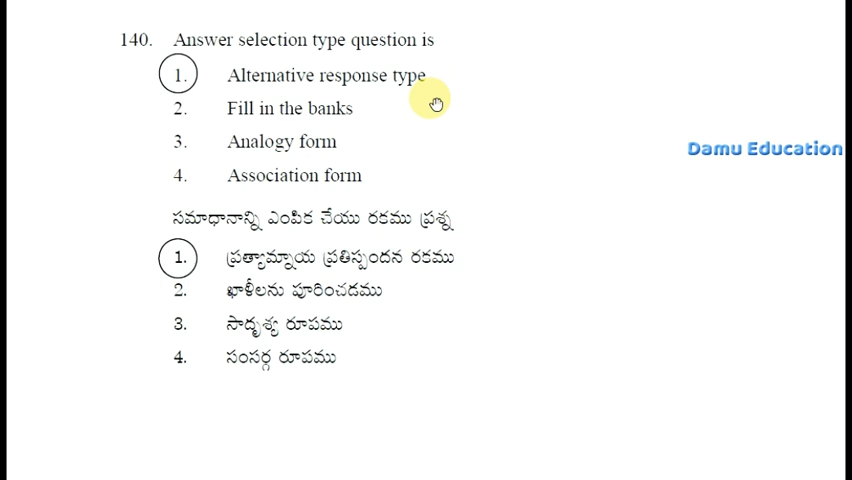 140. Answer selection type question is
1. Alternative response type
2. Fill in the banks
3. Analogy form
4. Association form
Damu Education
సమాధానాన్ని ఎంపిక చేయు రకము ప్రశ్న
1. ప్రత్యామ్నాయ ప్రతిస్పందన రకము
2. ఖాళీలను పూరించడము
3. సాదృశ్య రూపము
4. సంసర్గ రూపము